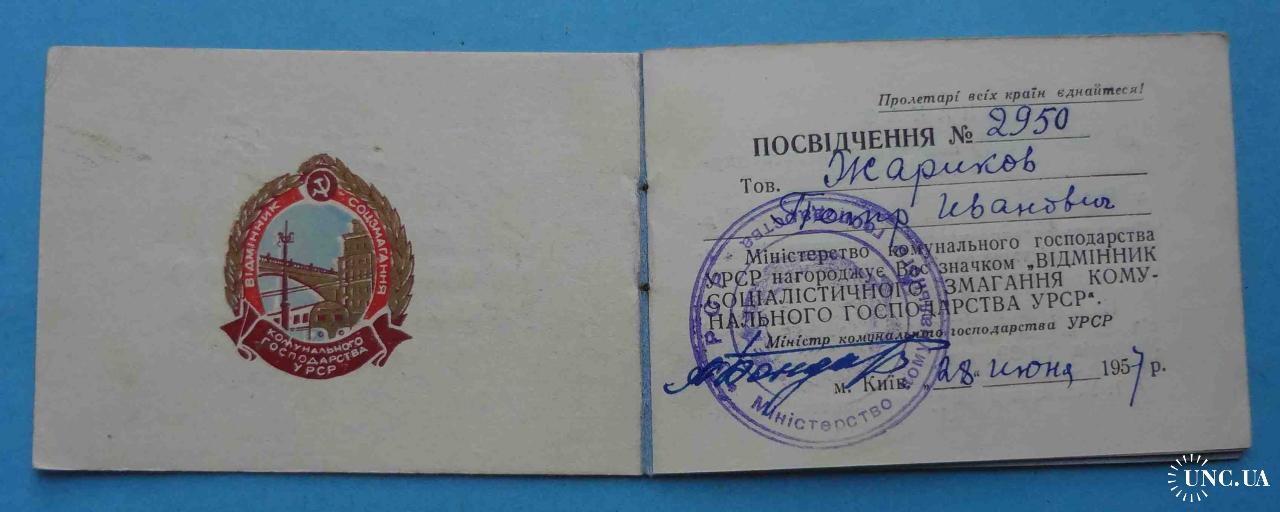 ВІДМІННИК СОЦЗМАГАННЯ
КОМУНАЛЬНОГО
ГОСПОДАРСТВА
УРСР
Пролетарі всіх країн єднайтеся!
ПОСВІДЧЕННЯ № 2950
Тов. Жариков
Петр Иванович
Міністерство комунального господарства
УРСР нагороджує Вас значком „ВІДМІННИК
СОЦІАЛІСТИЧНОГО ЗМАГАННЯ КОМУ-
НАЛЬНОГО ГОСПОДАРСТВА УРСР“.
Міністр комунального господарства УРСР
м. Київ, „28“ июня 1957 р.
Міністерство комунального господарства
UNC.UA